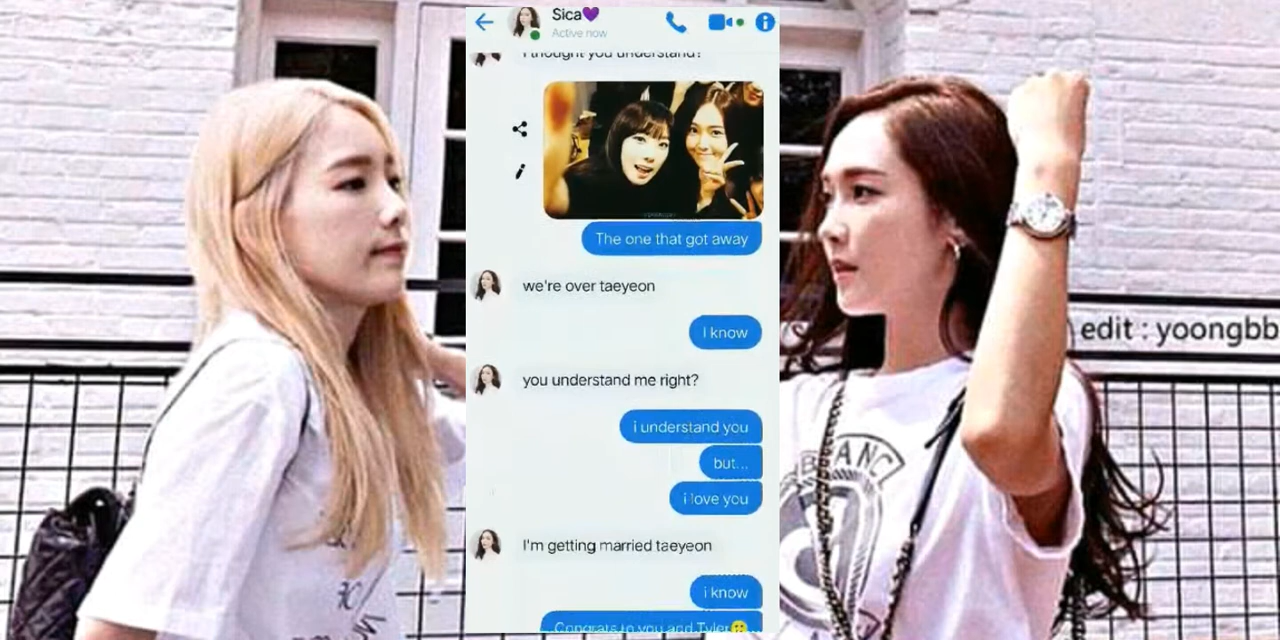 Sica💜
Active now
I thought you understand?
The one that got away
we're over taeyeon
i know
you understand me right?
i understand you
but...
i love you
I'm getting married taeyeon
i know
Congrats to you and Tyler
edit : yoongbb
BLANC